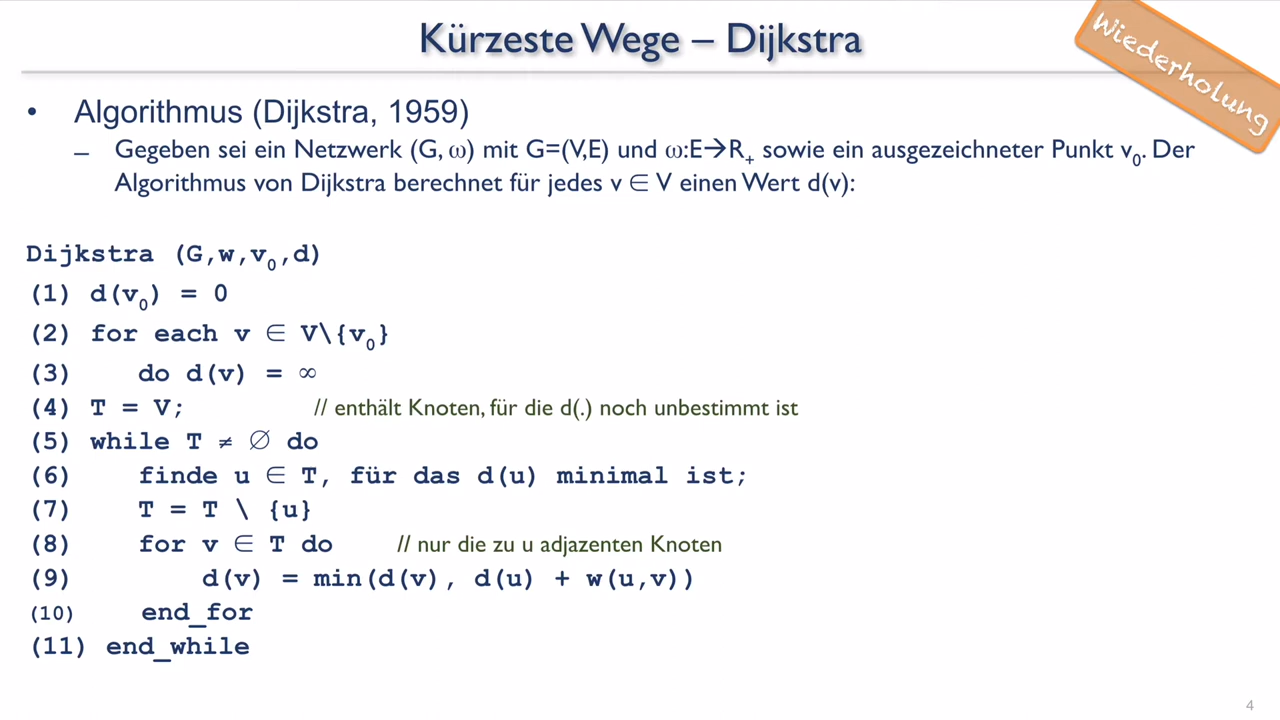 Kürzeste Wege – Dijkstra
Wiederholung
• Algorithmus (Dijkstra, 1959)
– Gegeben sei ein Netzwerk (G, ω) mit G=(V,E) und ω:E→R₊ sowie ein ausgezeichneter Punkt v₀. Der
Algorithmus von Dijkstra berechnet für jedes v ∈ V einen Wert d(v):
Dijkstra (G,w,v₀,d)
(1) d(v₀) = 0
(2) for each v ∈ V\{v₀}
(3) do d(v) = ∞
(4) T = V; // enthält Knoten, für die d(.) noch unbestimmt ist
(5) while T ≠ ∅ do
(6) finde u ∈ T, für das d(u) minimal ist;
(7) T = T \ {u}
(8) for v ∈ T do // nur die zu u adjazenten Knoten
(9) d(v) = min(d(v), d(u) + w(u,v))
(10) end_for
(11) end_while
4